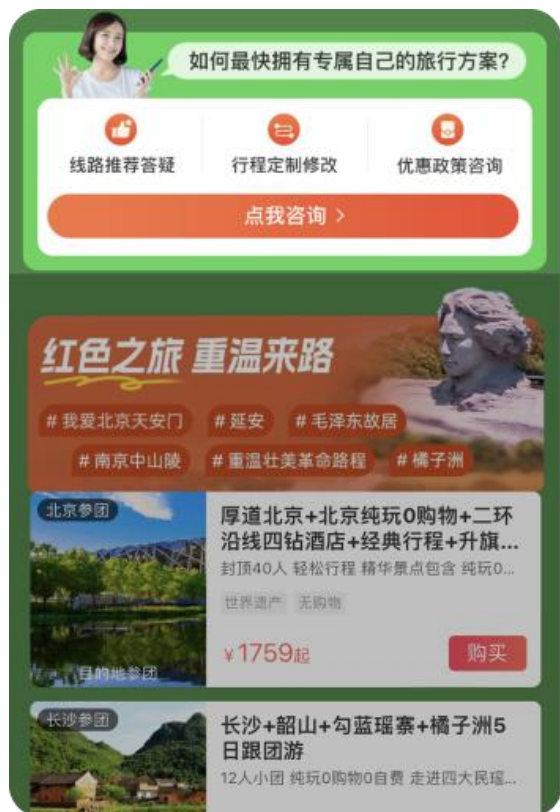 如何最快拥有专属自己的旅行方案?
线路推荐答疑 行程定制修改 优惠政策咨询
点我咨询 >
红色之旅 重温来路
# 我爱北京天安门 # 延安 # 毛泽东故居
# 南京中山陵 # 重温壮美革命路程 # 橘子洲
北京参团
目的地参团
厚道北京+北京纯玩0购物+二环
沿线四钻酒店+经典行程+升旗...
封顶40人 轻松行程 精华景点包含 纯玩0...
世界遗产 无购物
¥1759起 购买
长沙参团
长沙+韶山+勾蓝瑶寨+橘子洲5
日跟团游
12人小团 纯玩0购物0自费 走进四大民瑶...